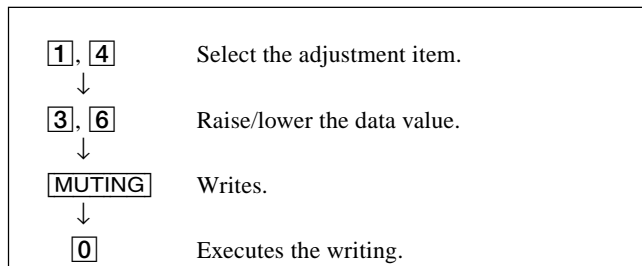 1, 4 Select the adjustment item.
↓
3, 6 Raise/lower the data value.
↓
MUTING Writes.
↓
0 Executes the writing.